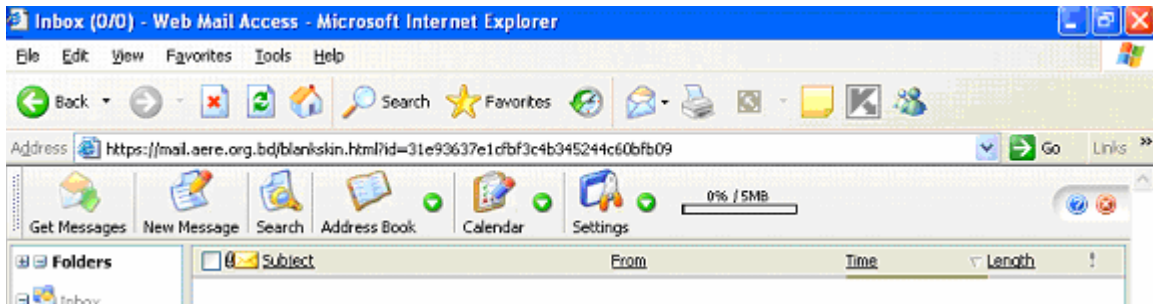 Inbox (0/0) - Web Mail Access - Microsoft Internet Explorer
File Edit View Favorites Tools Help
Back Search Favorites
Address https://mail.aere.org.bd/blankskin.html?id=31e93637e1cfbf3c4b345244c60bfb09 Go Links »
0% / 5MB
Get Messages New Message Search Address Book Calendar Settings
Folders Subject From Time Length !
Inbox